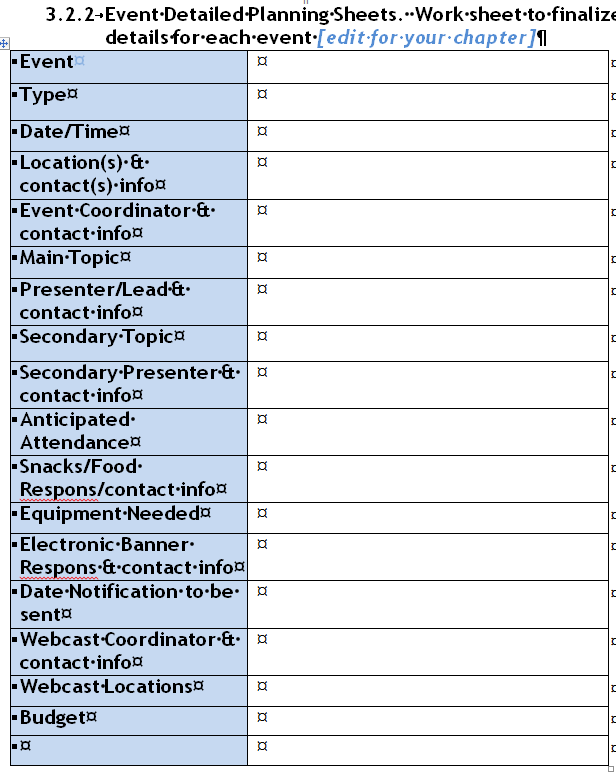 3.2.2 Event Detailed Planning Sheets. Work sheet to finalize
details for each event [edit for your chapter]
Event
Type
Date/Time
Location(s) &
contact(s) info
Event Coordinator &
contact info
Main Topic
Presenter/Lead &
contact info
Secondary Topic
Secondary Presenter &
contact info
Anticipated
Attendance
Snacks/Food
Respons/contact info
Equipment Needed
Electronic Banner
Respons & contact info
Date Notification to be
sent
Webcast Coordinator &
contact info
Webcast Locations
Budget